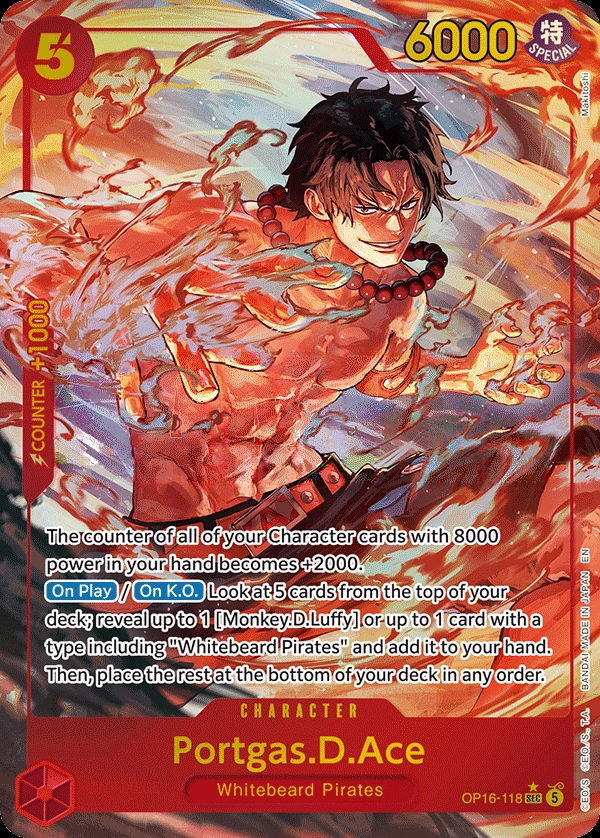 5
6000
特
SPECIAL
Makitoshi
COUNTER +1000
The counter of all of your Character cards with 8000
power in your hand becomes +2000.
On Play / On K.O. Look at 5 cards from the top of your
deck; reveal up to 1 [Monkey.D.Luffy] or up to 1 card with a
type including "Whitebeard Pirates" and add it to your hand.
Then, place the rest at the bottom of your deck in any order.
CHARACTER
Portgas.D.Ace
Whitebeard Pirates
OP16-118 SEC 5
©E.O/S ©E.O./S., T.A. BANDAI MADE IN JAPAN EN